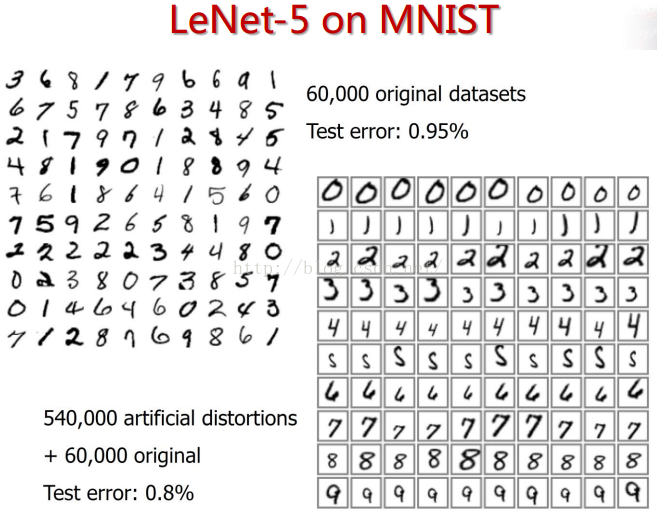 LeNet-5 on MNIST
3 6 8 1 7 9 6 6 9 1
6 7 5 7 8 6 3 4 8 5
2 1 7 9 7 1 2 8 4 5
4 8 1 9 0 1 8 8 9 4
7 6 1 8 6 4 1 5 6 0
7 5 9 2 6 5 8 1 9 7
2 2 2 2 2 3 4 4 8 0
0 2 3 8 0 7 3 8 5 7
0 1 4 6 4 6 0 2 4 3
7 1 2 8 7 6 9 8 6 1
60,000 original datasets
Test error: 0.95%
0 0 0 0 0 0 0 0 0 0
1 1 1 1 1 1 1 1 1 1
2 2 2 2 2 2 2 2 2 2
3 3 3 3 3 3 3 3 3 3
4 4 4 4 4 4 4 4 4 4
5 5 5 5 5 5 5 5 5 5
6 6 6 6 6 6 6 6 6 6
7 7 7 7 7 7 7 7 7 7
8 8 8 8 8 8 8 8 8 8
9 9 9 9 9 9 9 9 9 9
540,000 artificial distortions
+ 60,000 original
Test error: 0.8%